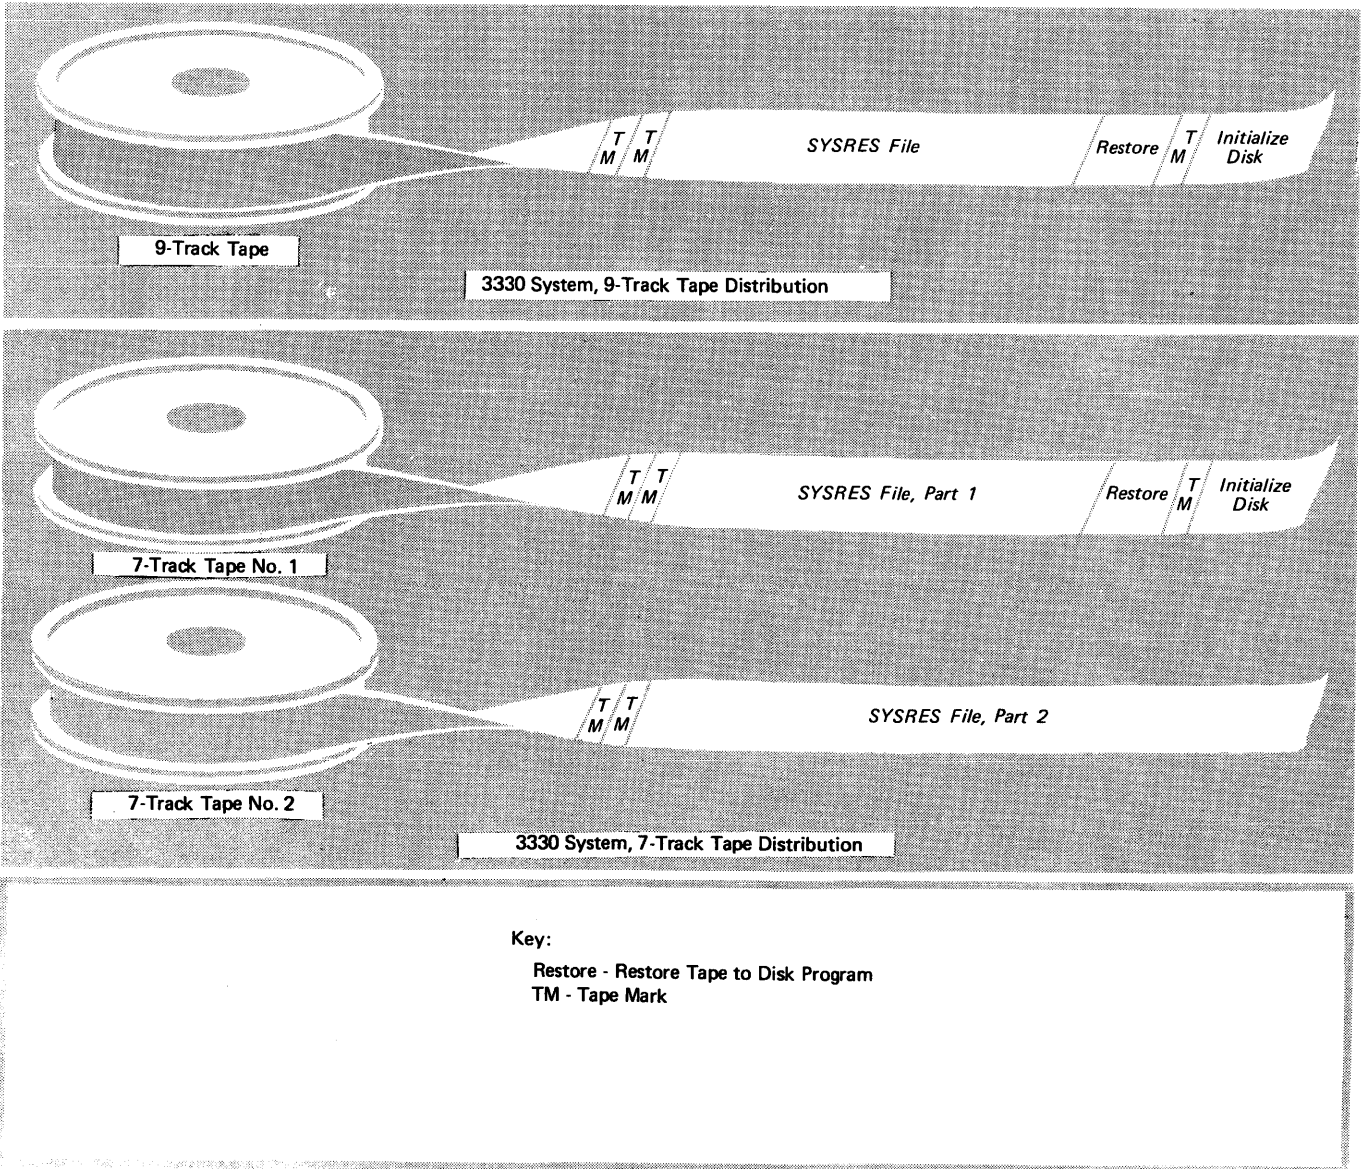 T
M
T
M
SYSRES File
Restore
T
M
Initialize
Disk
9-Track Tape
3330 System, 9-Track Tape Distribution
T
M
T
M
SYSRES File, Part 1
Restore
T
M
Initialize
Disk
7-Track Tape No. 1
T
M
T
M
SYSRES File, Part 2
7-Track Tape No. 2
3330 System, 7-Track Tape Distribution
Key:
Restore - Restore Tape to Disk Program
TM - Tape Mark